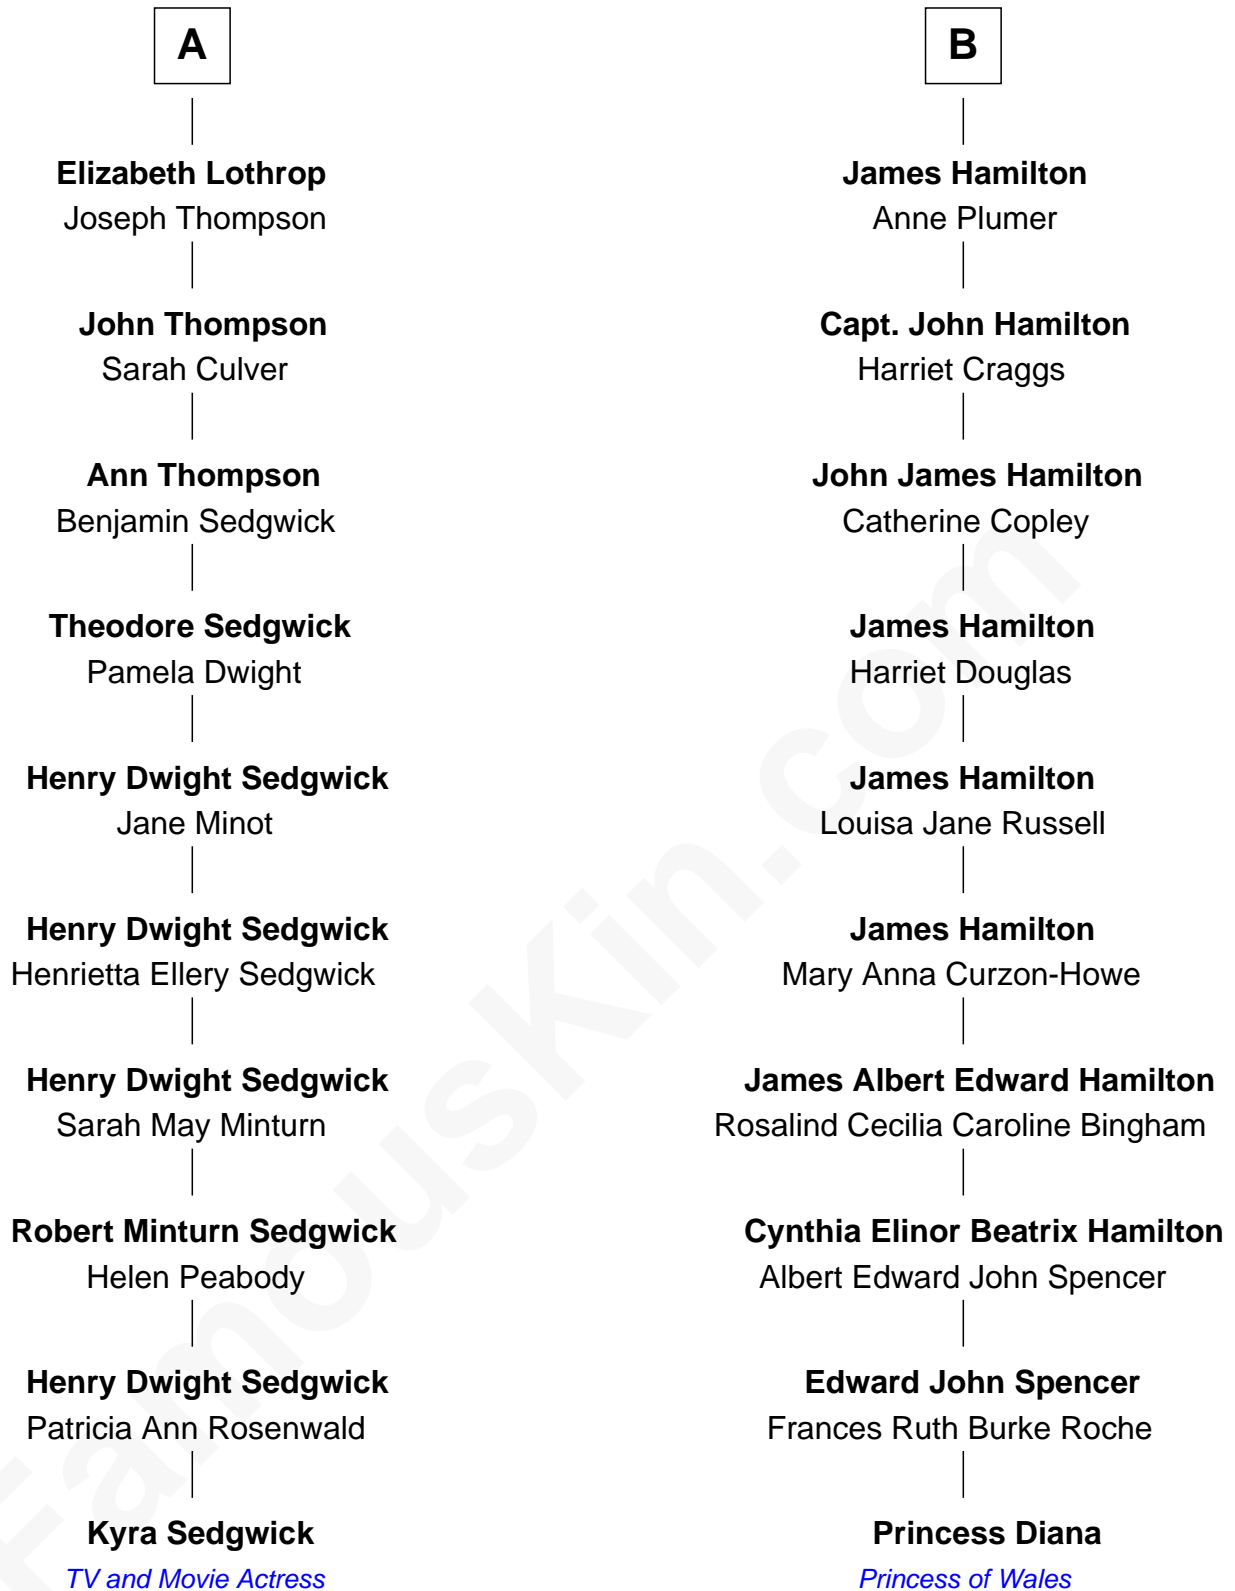 A
Elizabeth Lothrop
Joseph Thompson
John Thompson
Sarah Culver
Ann Thompson
Benjamin Sedgwick
Theodore Sedgwick
Pamela Dwight
Henry Dwight Sedgwick
Jane Minot
Henry Dwight Sedgwick
Henrietta Ellery Sedgwick
Henry Dwight Sedgwick
Sarah May Minturn
Robert Minturn Sedgwick
Helen Peabody
Henry Dwight Sedgwick
Patricia Ann Rosenwald
Kyra Sedgwick
TV and Movie Actress
B
James Hamilton
Anne Plumer
Capt. John Hamilton
Harriet Craggs
John James Hamilton
Catherine Copley
James Hamilton
Harriet Douglas
James Hamilton
Louisa Jane Russell
James Hamilton
Mary Anna Curzon-Howe
James Albert Edward Hamilton
Rosalind Cecilia Caroline Bingham
Cynthia Elinor Beatrix Hamilton
Albert Edward John Spencer
Edward John Spencer
Frances Ruth Burke Roche
Princess Diana
Princess of Wales
FamousKin.com